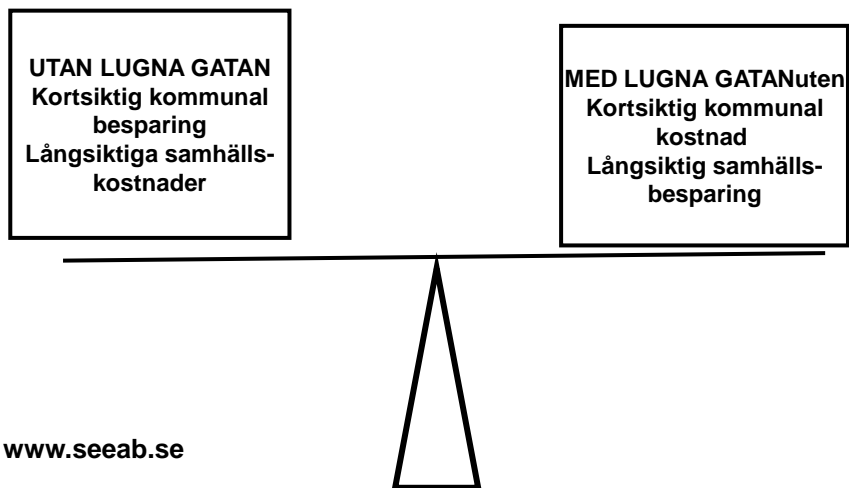 UTAN LUGNA GATAN
Kortsiktig kommunal
besparing
Långsiktiga samhälls-
kostnader
MED LUGNA GATANuten
Kortsiktig kommunal
kostnad
Långsiktig samhälls-
besparing
www.seeab.se